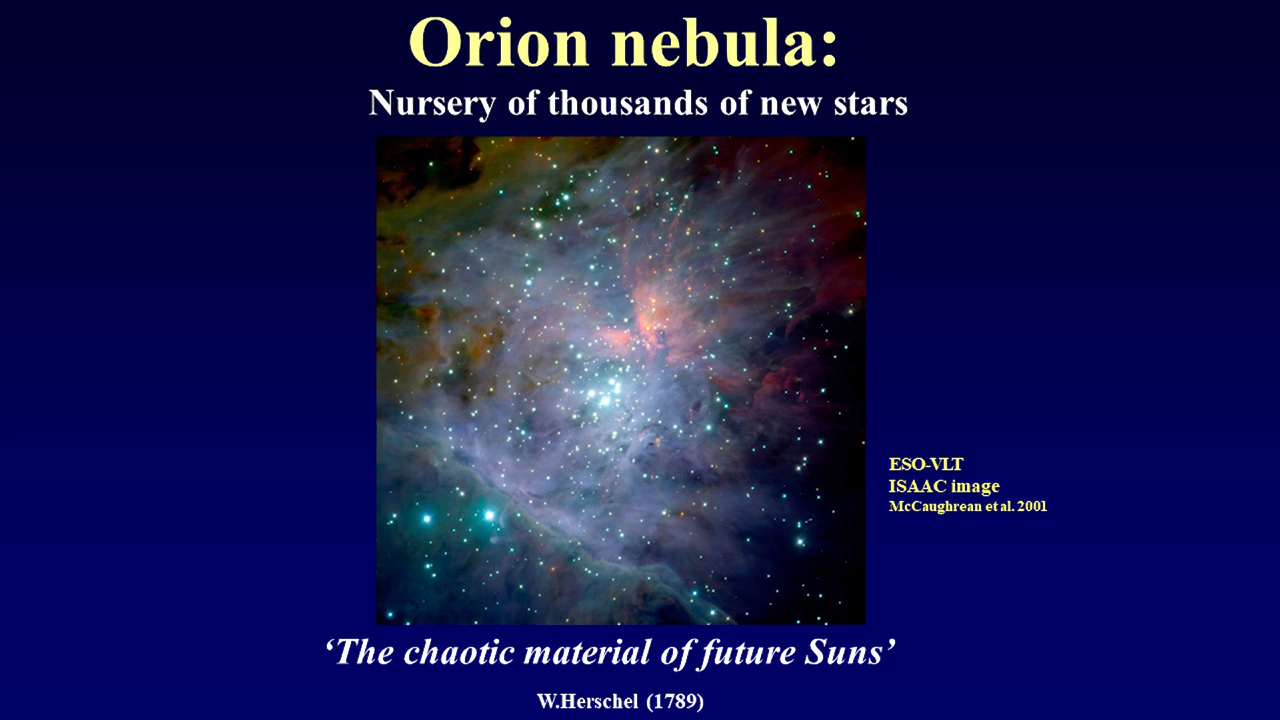 Orion nebula:
Nursery of thousands of new stars
ESO-VLT
ISAAC image
McCaughrean et al. 2001
‘The chaotic material of future Suns’
W.Herschel (1789)